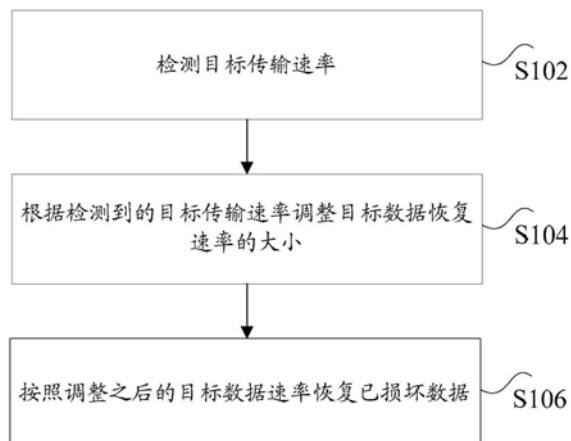 检测目标传输速率
S102
根据检测到的目标传输速率调整目标数据恢复
速率的大小
S104
按照调整之后的目标数据速率恢复已损坏数据
S106